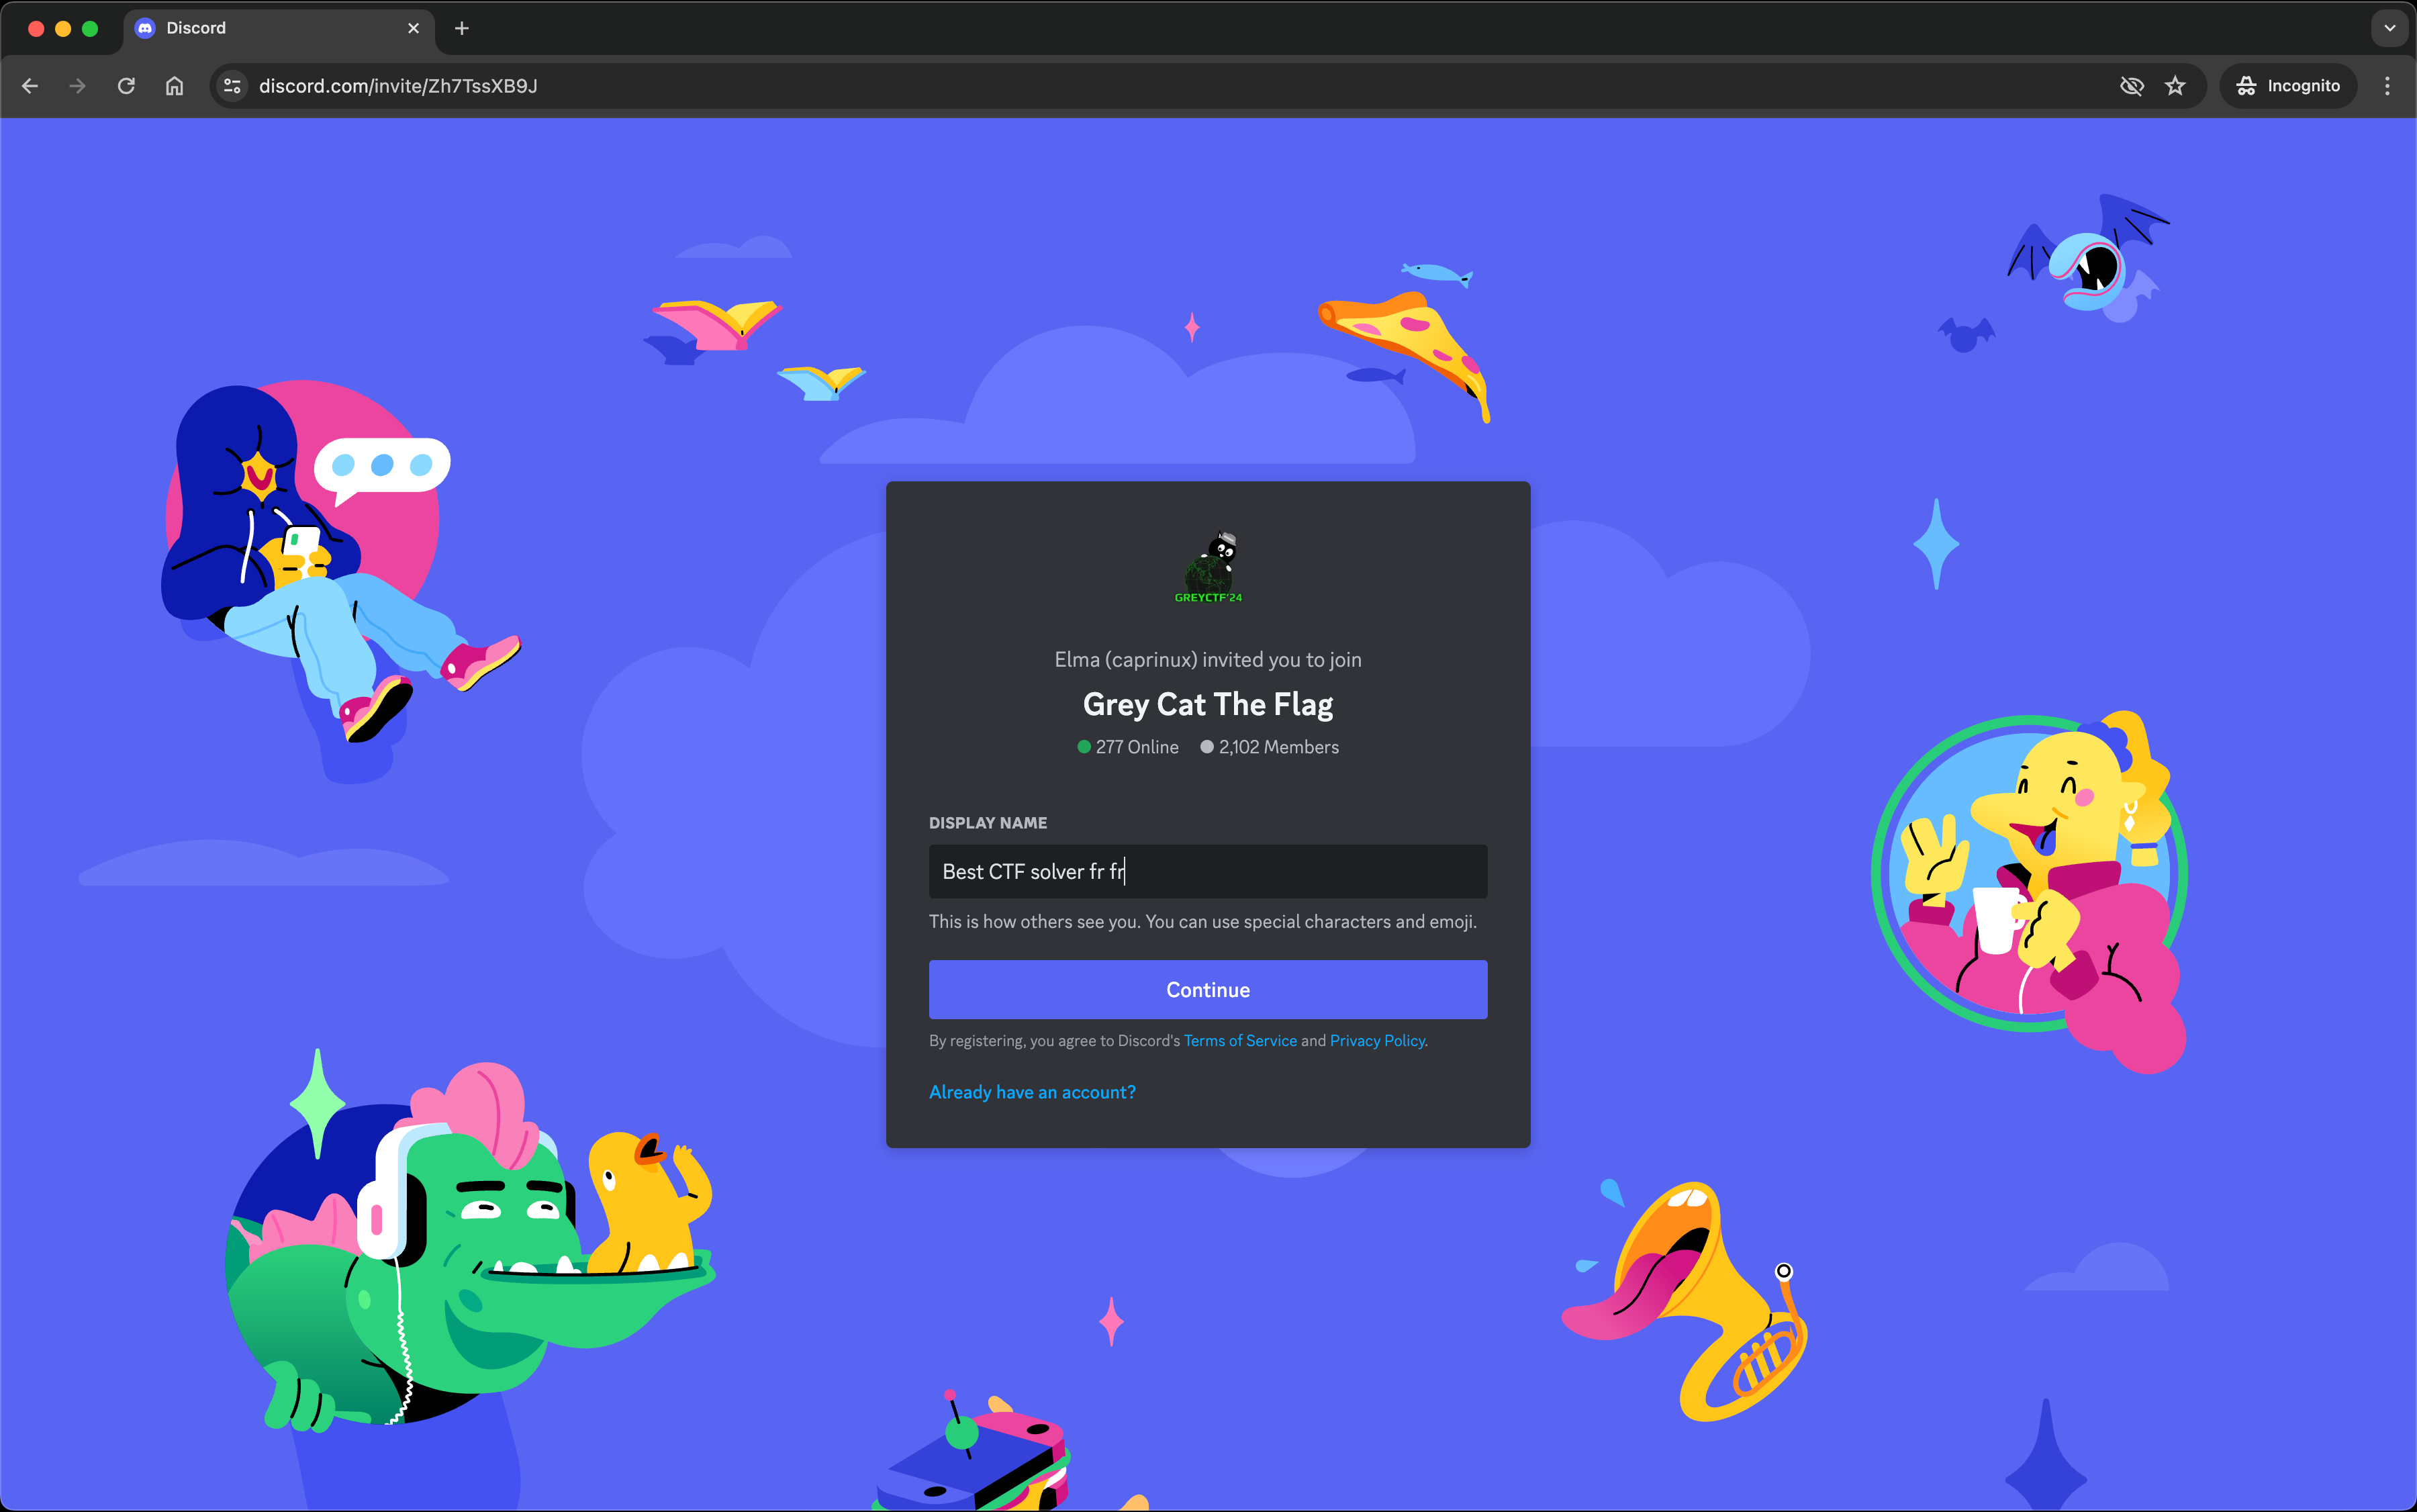 Discord
discord.com/invite/Zh7TssXB9J
Incognito
GREYCTF'24
Elma (caprinux) invited you to join
Grey Cat The Flag
277 Online 2,102 Members
DISPLAY NAME
Best CTF solver fr fr
This is how others see you. You can use special characters and emoji.
Continue
By registering, you agree to Discord's Terms of Service and Privacy Policy.
Already have an account?